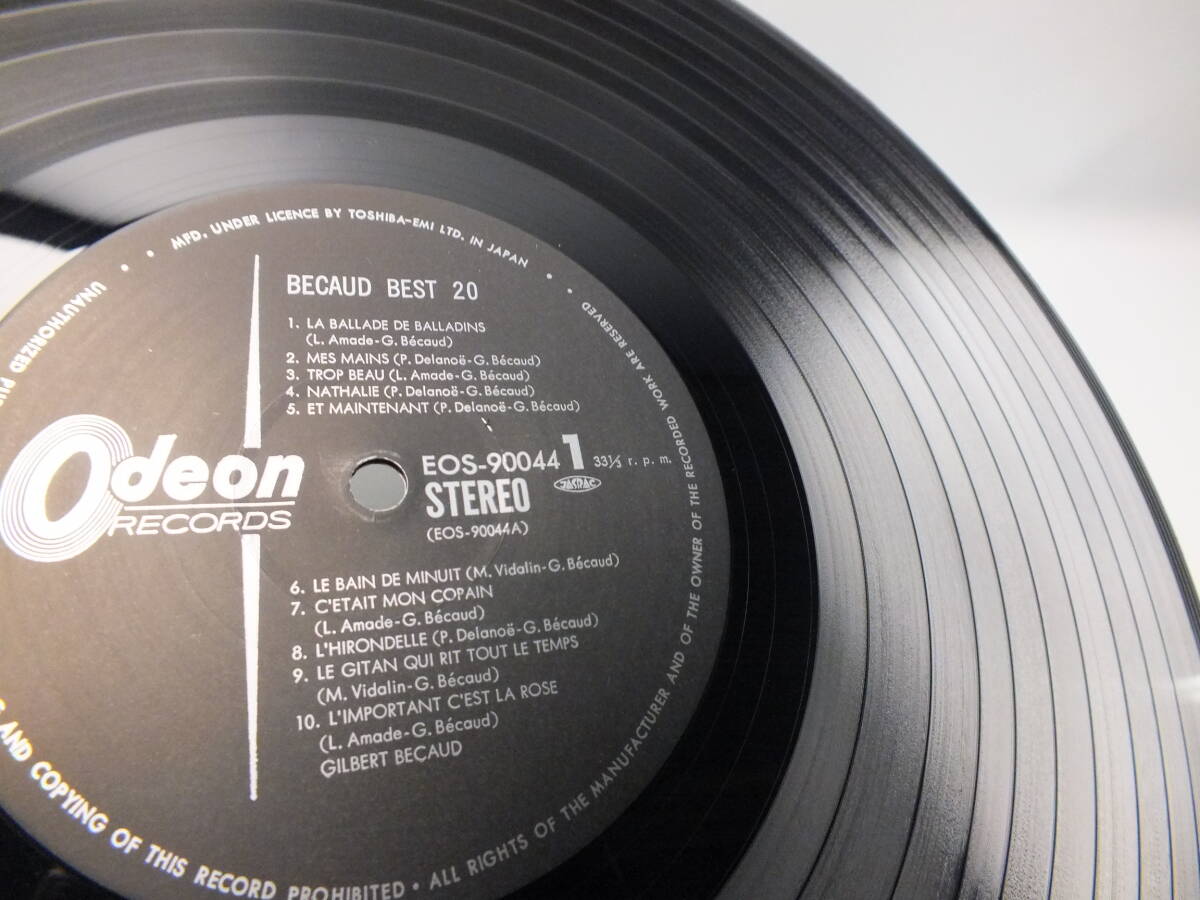 MFD. UNDER LICENCE BY TOSHIBA-EMI LTD. IN JAPAN
BECAUD BEST 20
1. LA BALLADE DE BALLADINS
(L. Amade-G. Bécaud)
2. MES MAINS (P. Delanoë-G. Bécaud)
3. TROP BEAU (L. Amade-G. Bécaud)
4. NATHALIE (P. Delanoë-G. Bécaud)
5. ET MAINTENANT (P. Delanoë-G. Bécaud)
Odeon
RECORDS
EOS-90044 1 33⅓ r. p. m.
STEREO JASRAC
(EOS-90044A)
6. LE BAIN DE MINUIT (M. Vidalin-G. Bécaud)
7. C'ETAIT MON COPAIN
(L. Amade-G. Bécaud)
8. L'HIRONDELLE (P. Delanoë-G. Bécaud)
9. LE GITAN QUI RIT TOUT LE TEMPS
(M. Vidalin-G. Bécaud)
10. L'IMPORTANT C'EST LA ROSE
(L. Amade-G. Bécaud)
GILBERT BEÇAUD
ALL RIGHTS OF THE MANUFACTURER AND OF THE OWNER OF THE RECORDED WORK ARE RESERVED
UNAUTHORIZED
AND COPYING OF THIS RECORD PROHIBITED